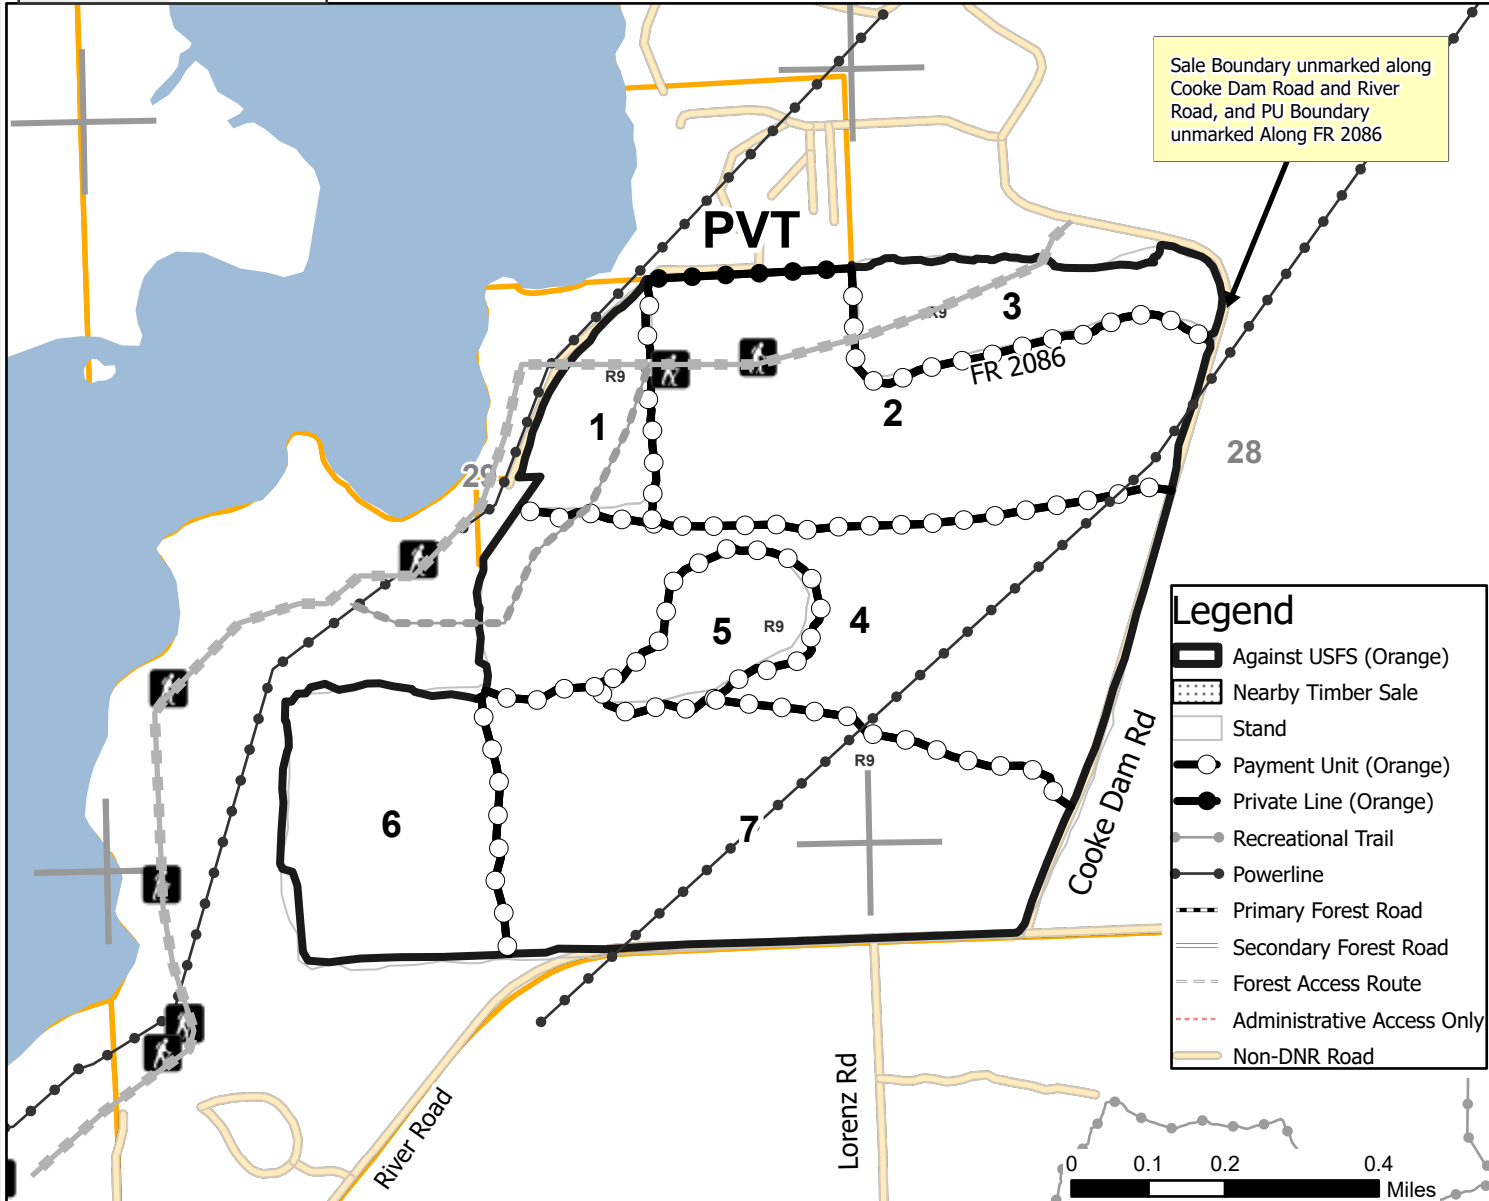 Sale Boundary unmarked along
Cooke Dam Road and River
Road, and PU Boundary
unmarked Along FR 2086
PVT
3
R9
FR 2086
R9
2
1
28
29
5
R9
4
R9
7
6
Cooke Dam Rd
River Road
Lorenz Rd
Legend
Against USFS (Orange)
Nearby Timber Sale
Stand
Payment Unit (Orange)
Private Line (Orange)
Recreational Trail
Powerline
Primary Forest Road
Secondary Forest Road
Forest Access Route
Administrative Access Only
Non-DNR Road
0 0.1 0.2 0.4
Miles